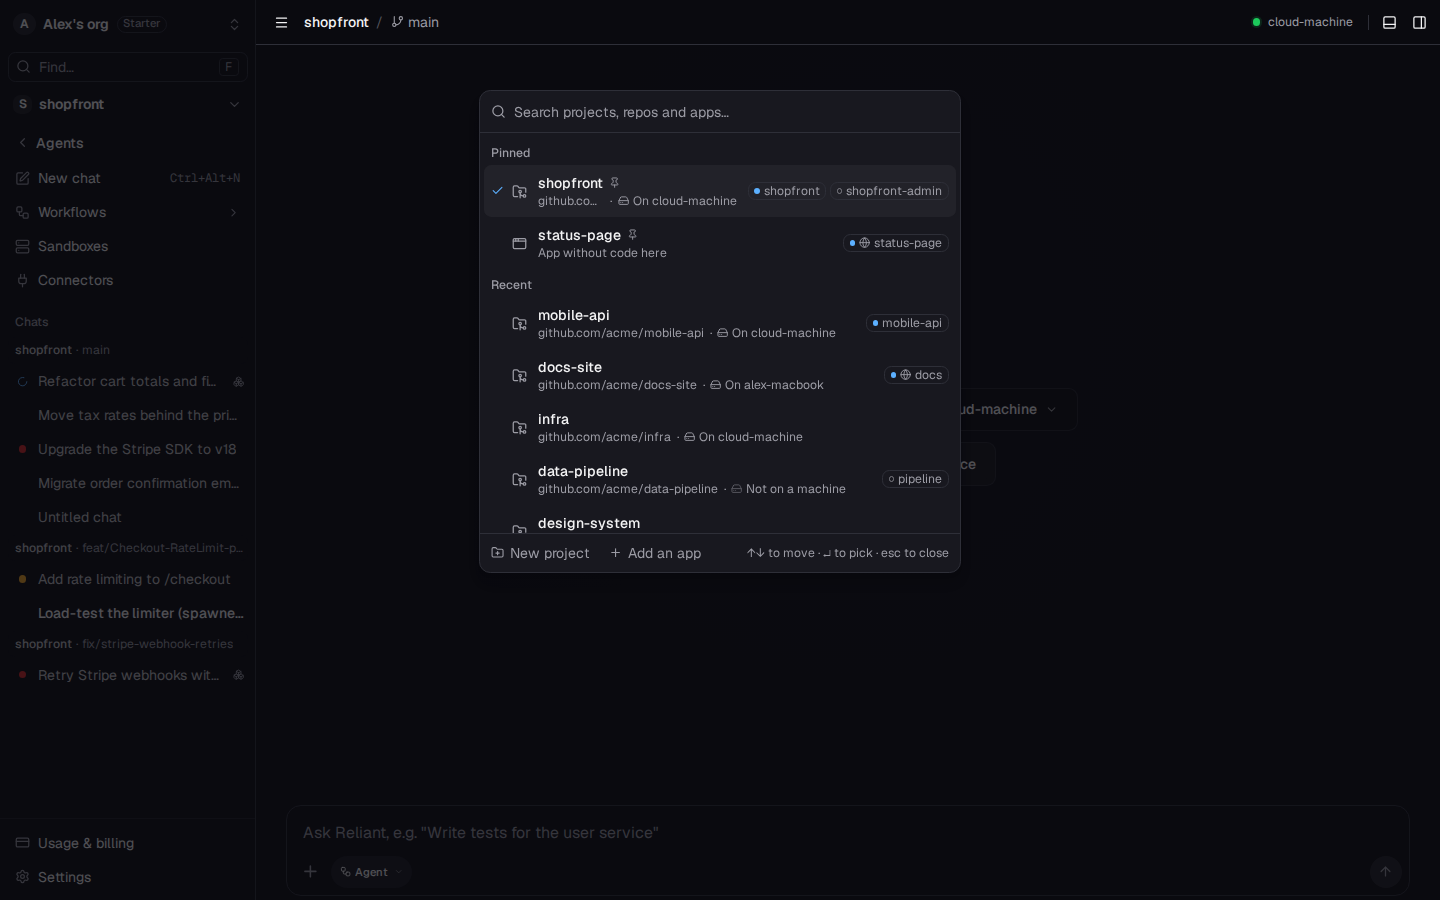 A Alex's org Starter
Find... F
S shopfront
Agents
New chat Ctrl+Alt+N
Workflows
Sandboxes
Connectors
Chats
shopfront · main
Refactor cart totals and fi...
Move tax rates behind the pri...
Upgrade the Stripe SDK to v18
Migrate order confirmation em...
Untitled chat
shopfront · feat/Checkout-RateLimit-p...
Add rate limiting to /checkout
Load-test the limiter (spawne...
shopfront · fix/stripe-webhook-retries
Retry Stripe webhooks wit...
Usage & billing
Settings
shopfront / main
cloud-machine
Search projects, repos and apps...
Pinned
shopfront
github.co... · On cloud-machine
shopfront
shopfront-admin
status-page
App without code here
status-page
Recent
mobile-api
github.com/acme/mobile-api · On cloud-machine
mobile-api
docs-site
github.com/acme/docs-site · On alex-macbook
docs
infra
github.com/acme/infra · On cloud-machine
data-pipeline
github.com/acme/data-pipeline · Not on a machine
pipeline
design-system
New project
+ Add an app
↑↓ to move · ↵ to pick · esc to close
ud-machine
ce
Ask Reliant, e.g. "Write tests for the user service"
Agent